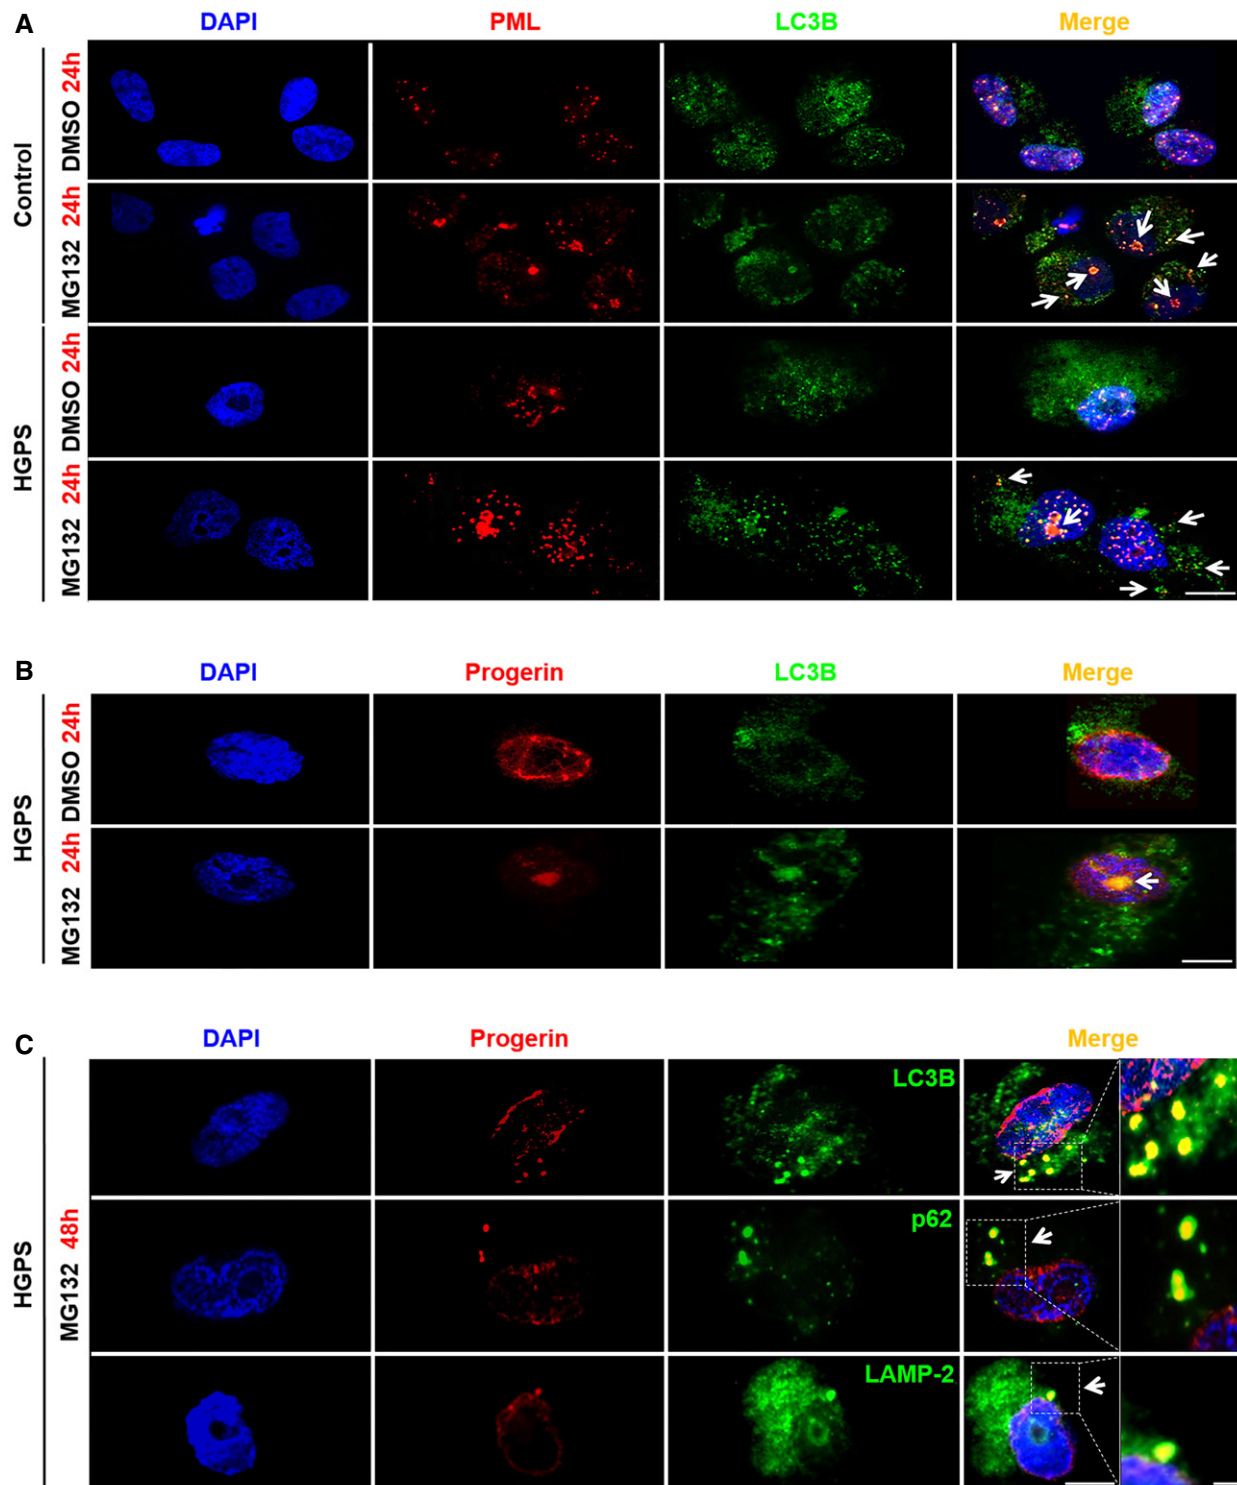 A
DAPI PML LC3B Merge
Control
DMSO 24h
MG132 24h
HGPS
DMSO 24h
MG132 24h
B
DAPI Progerin LC3B Merge
HGPS
DMSO 24h
MG132 24h
C
DAPI Progerin Merge
HGPS
MG132 48h
LC3B
p62
LAMP-2